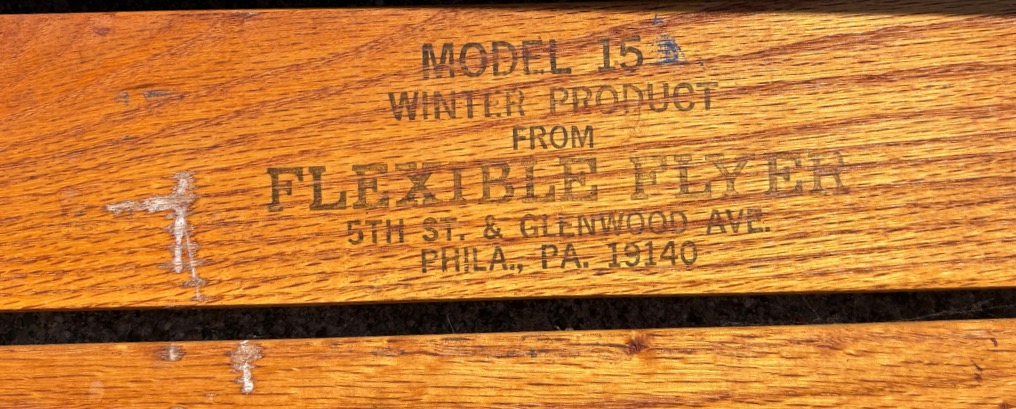 MODEL 15
WINTER PRODUCT
FROM
FLEXIBLE FLYER
5TH ST. & GLENWOOD AVE.
PHILA., PA. 19140